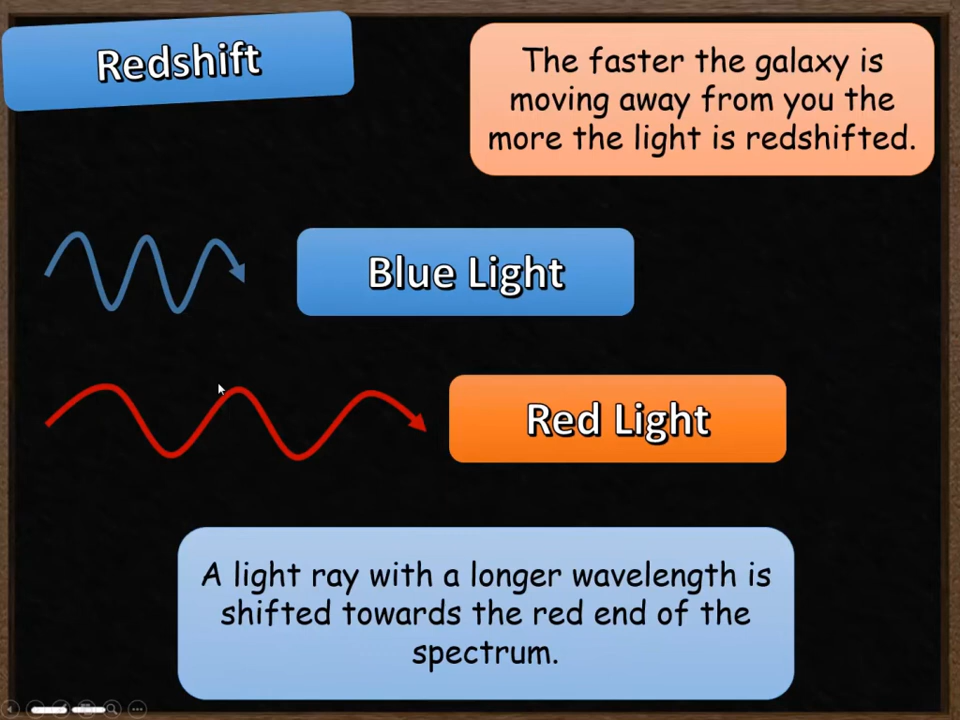 Redshift
The faster the galaxy is
moving away from you the
more the light is redshifted.
Blue Light
Red Light
A light ray with a longer wavelength is
shifted towards the red end of the
spectrum.